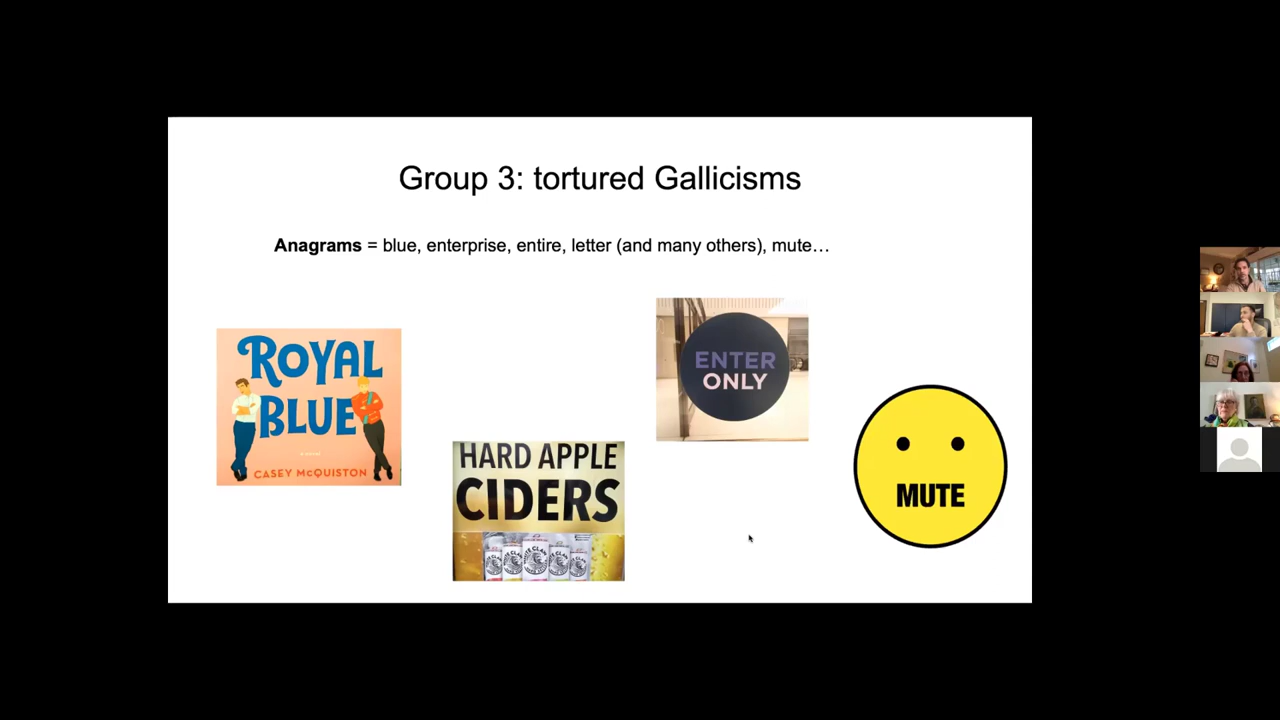 Group 3: tortured Gallicisms
Anagrams = blue, enterprise, entire, letter (and many others), mute…
ROYAL
BLUE
a novel
CASEY McQUISTON
HARD APPLE
CIDERS
ENTER
ONLY
MUTE